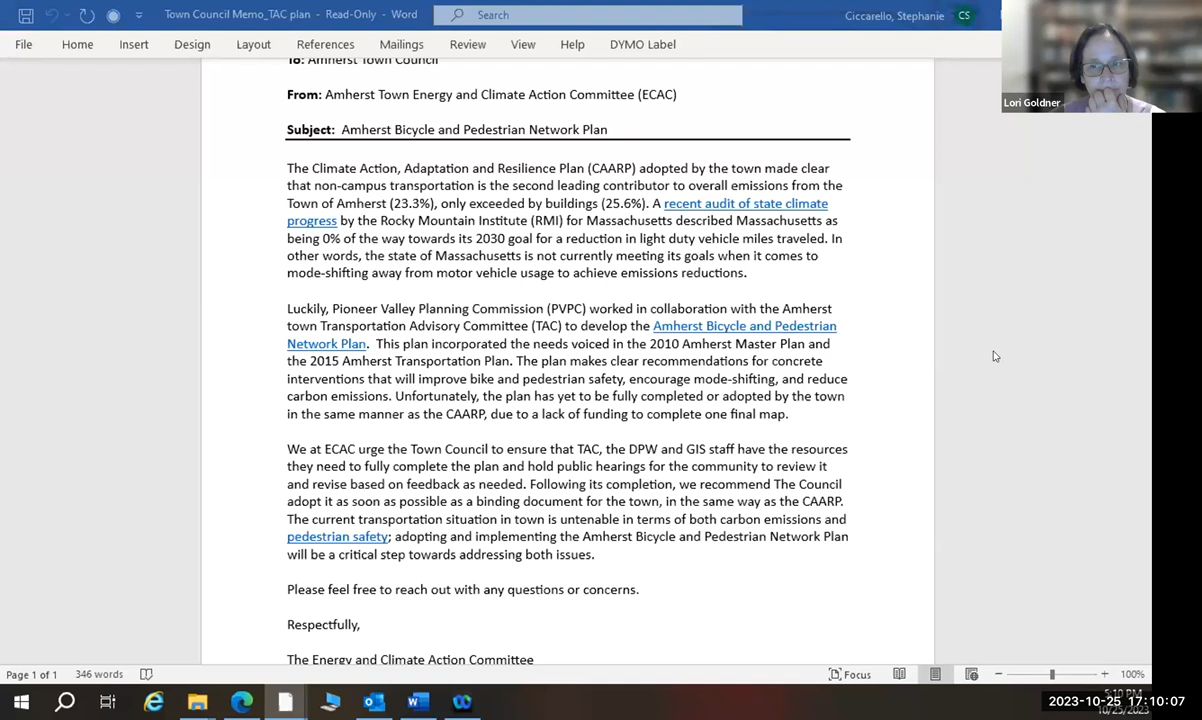 Town Council Memo_TAC plan - Read-Only - Word
Search
Ciccarello, Stephanie
CS
File Home Insert Design Layout References Mailings Review View Help DYMO Label
Lori Goldner
To: Amherst Town Council
From: Amherst Town Energy and Climate Action Committee (ECAC)
Subject: Amherst Bicycle and Pedestrian Network Plan
The Climate Action, Adaptation and Resilience Plan (CAARP) adopted by the town made clear
that non-campus transportation is the second leading contributor to overall emissions from the
Town of Amherst (23.3%), only exceeded by buildings (25.6%). A recent audit of state climate
progress by the Rocky Mountain Institute (RMI) for Massachusetts described Massachusetts as
being 0% of the way towards its 2030 goal for a reduction in light duty vehicle miles traveled. In
other words, the state of Massachusetts is not currently meeting its goals when it comes to
mode-shifting away from motor vehicle usage to achieve emissions reductions.
Luckily, Pioneer Valley Planning Commission (PVPC) worked in collaboration with the Amherst
town Transportation Advisory Committee (TAC) to develop the Amherst Bicycle and Pedestrian
Network Plan. This plan incorporated the needs voiced in the 2010 Amherst Master Plan and
the 2015 Amherst Transportation Plan. The plan makes clear recommendations for concrete
interventions that will improve bike and pedestrian safety, encourage mode-shifting, and reduce
carbon emissions. Unfortunately, the plan has yet to be fully completed or adopted by the town
in the same manner as the CAARP, due to a lack of funding to complete one final map.
We at ECAC urge the Town Council to ensure that TAC, the DPW and GIS staff have the resources
they need to fully complete the plan and hold public hearings for the community to review it
and revise based on feedback as needed. Following its completion, we recommend The Council
adopt it as soon as possible as a binding document for the town, in the same way as the CAARP.
The current transportation situation in town is untenable in terms of both carbon emissions and
pedestrian safety; adopting and implementing the Amherst Bicycle and Pedestrian Network Plan
will be a critical step towards addressing both issues.
Please feel free to reach out with any questions or concerns.
Respectfully,
The Energy and Climate Action Committee
Page 1 of 1 346 words Focus 100%
5:10 PM
2023-10-25 17:10:07
10/25/2023